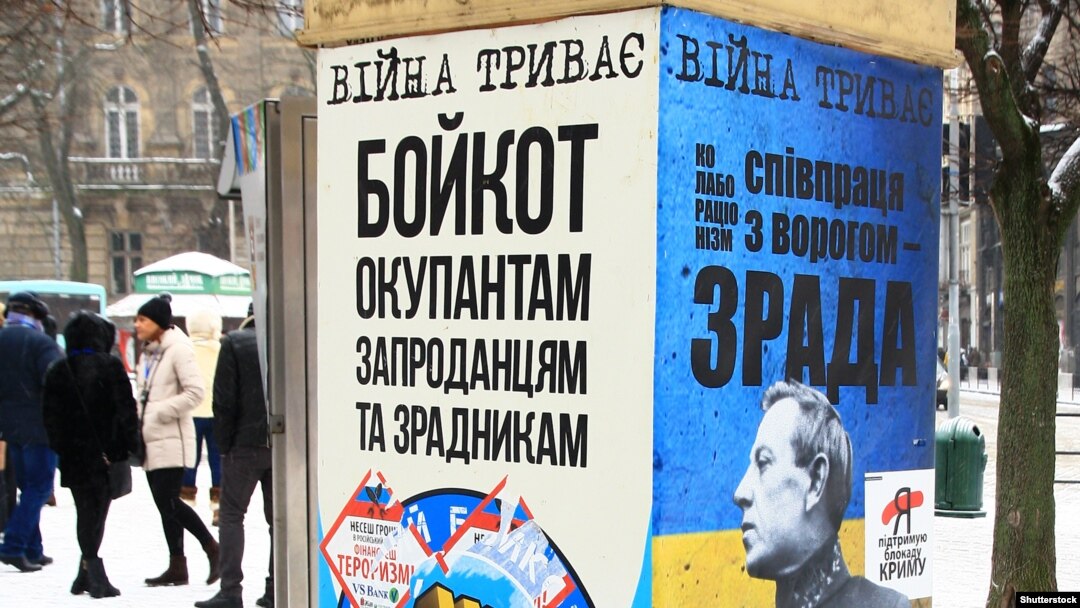 ВІЙНА ТРИВАЄ
БОЙКОТ
ОКУПАНТАМ
ЗАПРОДАНЦЯМ
ТА ЗРАДНИКАМ
НЕСЕШ ГРОШ
В РОСІЙСЬКИЙ
ФІНАНСУЄШ
ТЕРОРИЗМ
VS BANK
ВІЙНА ТРИВАЄ
КО
ЛАБО
РАЦІО
НІЗМ
співпраця
з ворогом –
ЗРАДА
Я
підтримую
блокаду
КРИМУ
Shutterstock